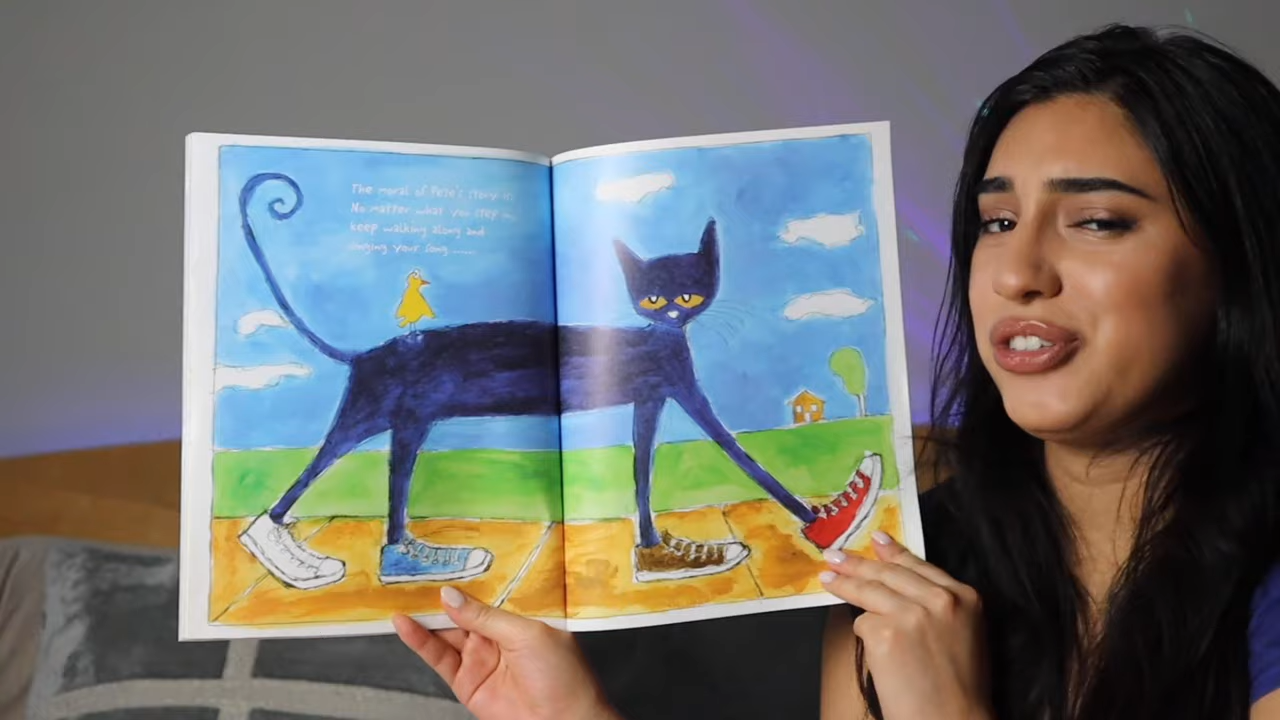 The moral of Pete's story is:
No matter what you step in,
keep walking along and
singing your song......